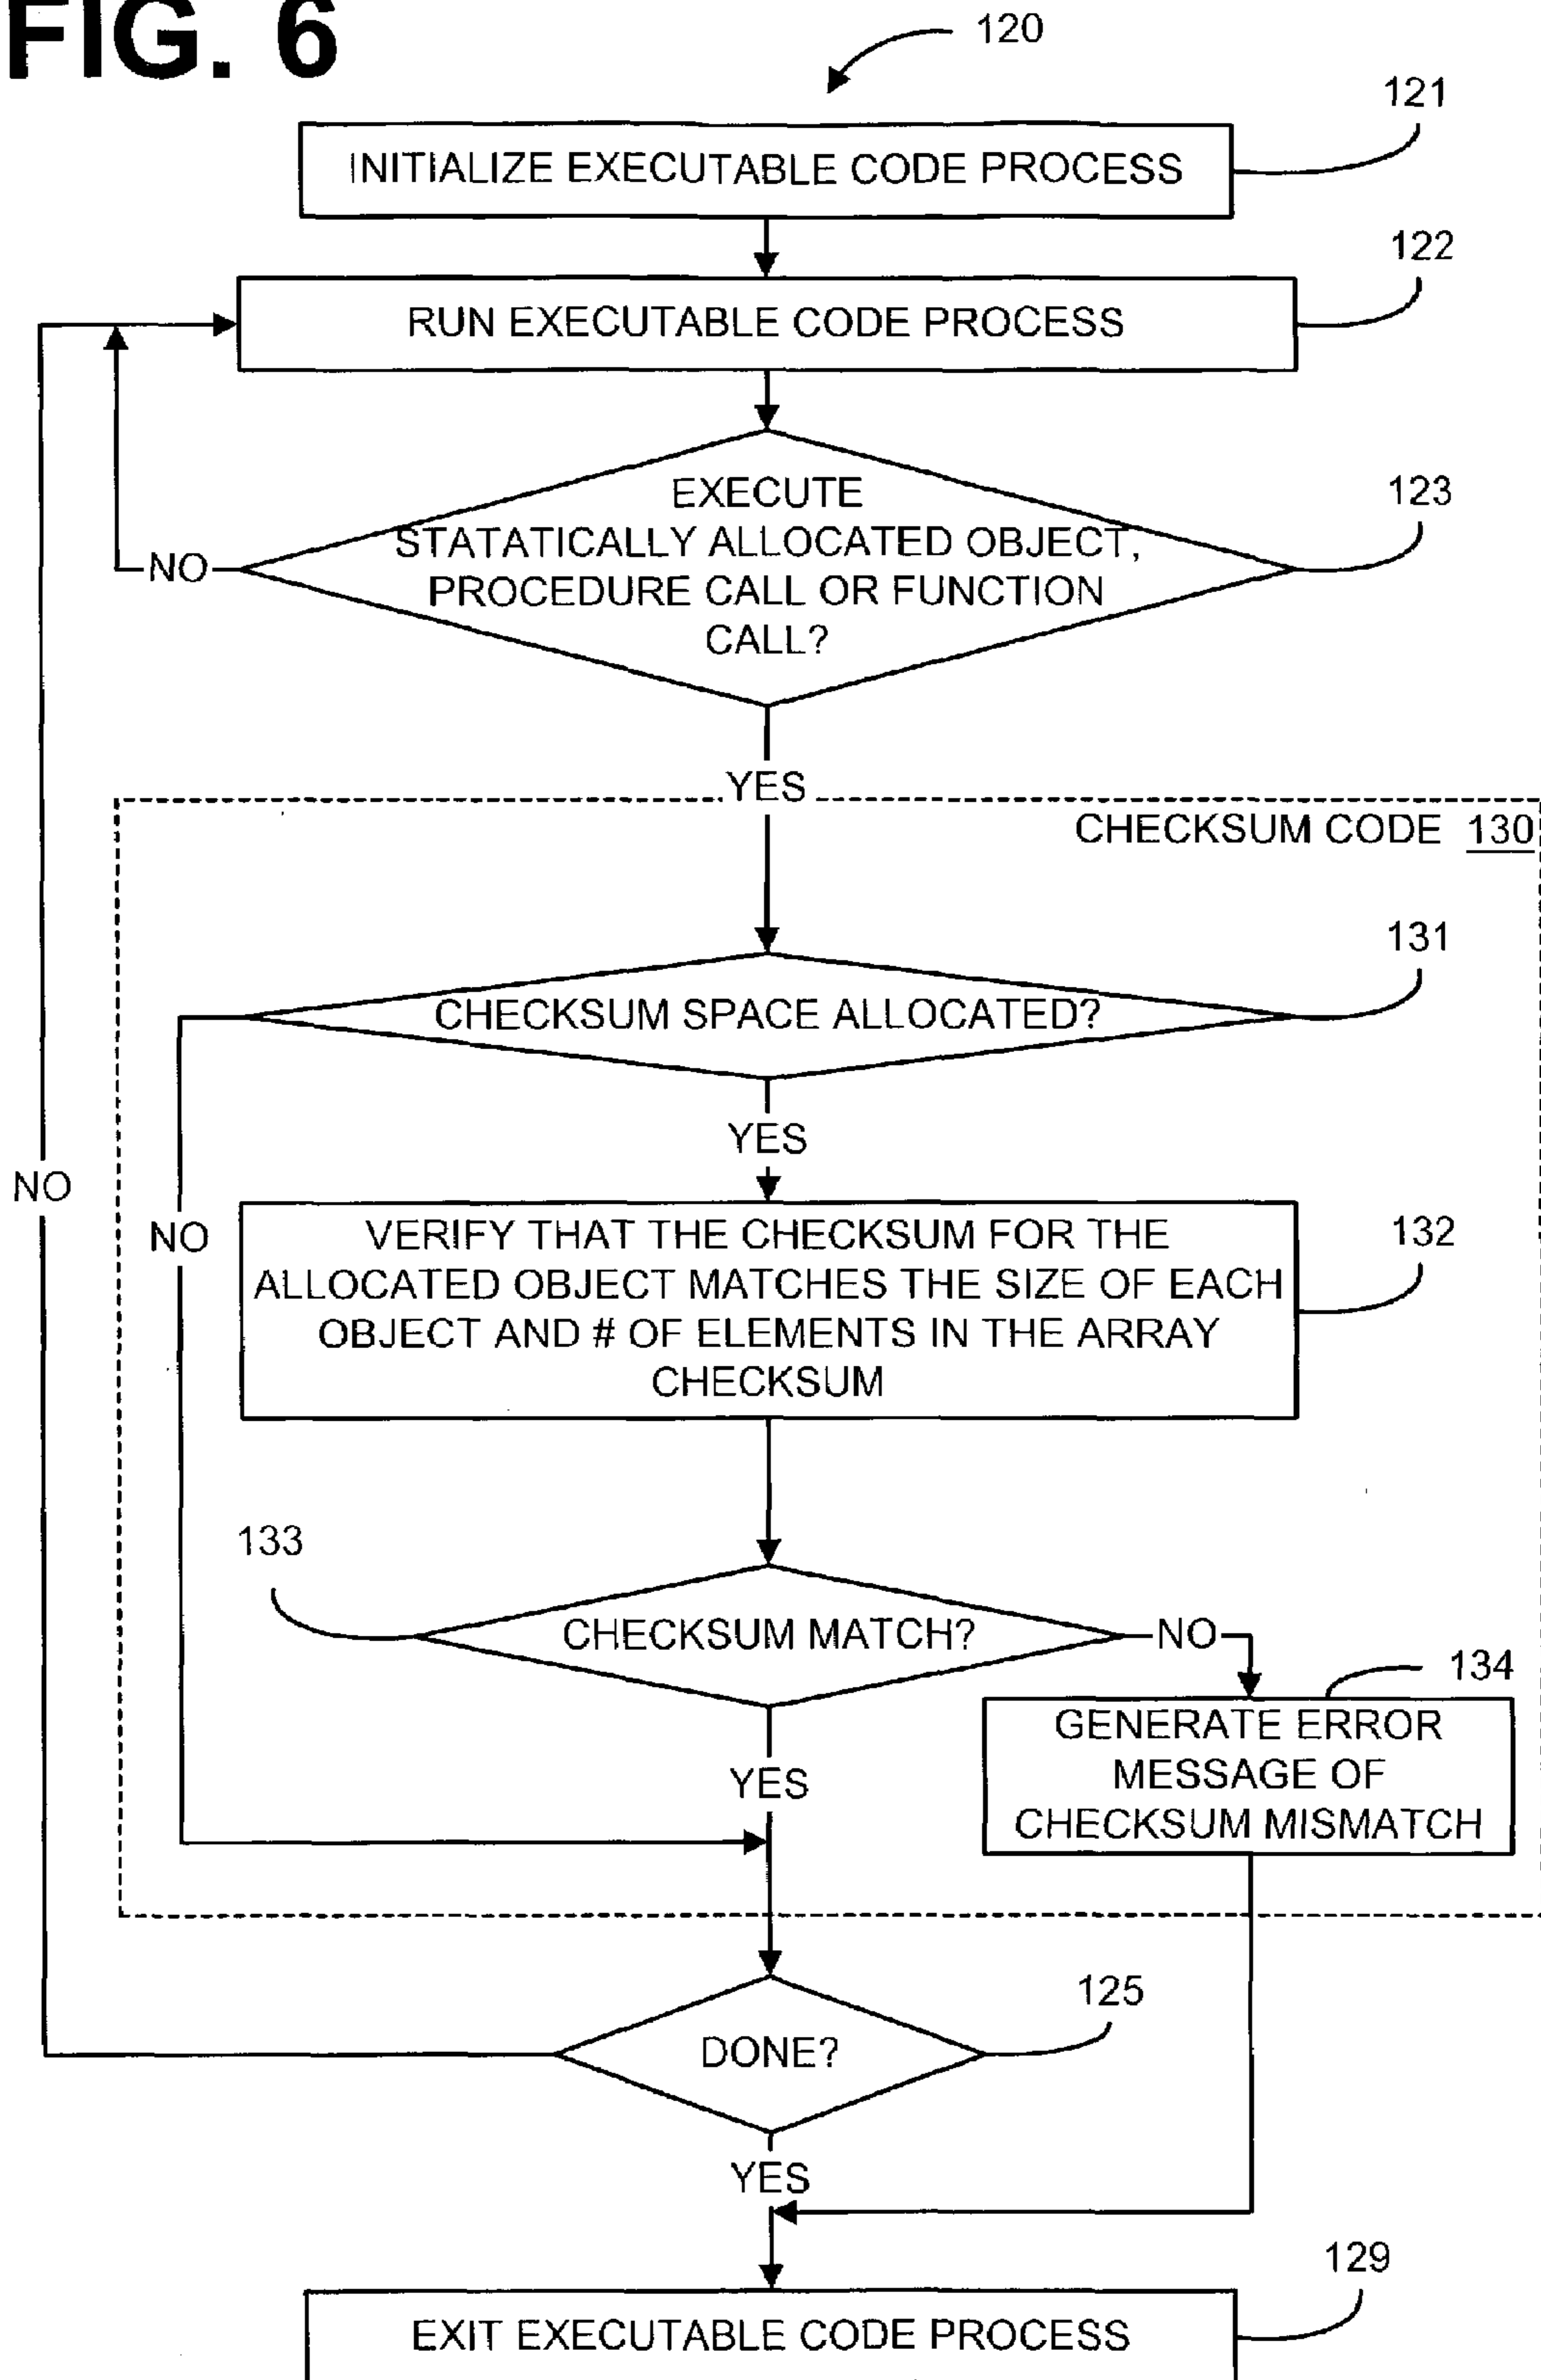 FIG. 6
120
121
INITIALIZE EXECUTABLE CODE PROCESS
122
RUN EXECUTABLE CODE PROCESS
123
EXECUTE
STATATICALLY ALLOCATED OBJECT,
PROCEDURE CALL OR FUNCTION
CALL?
NO
YES
CHECKSUM CODE 130
131
CHECKSUM SPACE ALLOCATED?
YES
NO
NO
132
VERIFY THAT THE CHECKSUM FOR THE
ALLOCATED OBJECT MATCHES THE SIZE OF EACH
OBJECT AND # OF ELEMENTS IN THE ARRAY
CHECKSUM
133
CHECKSUM MATCH?
NO
134
GENERATE ERROR
MESSAGE OF
CHECKSUM MISMATCH
YES
125
DONE?
YES
129
EXIT EXECUTABLE CODE PROCESS